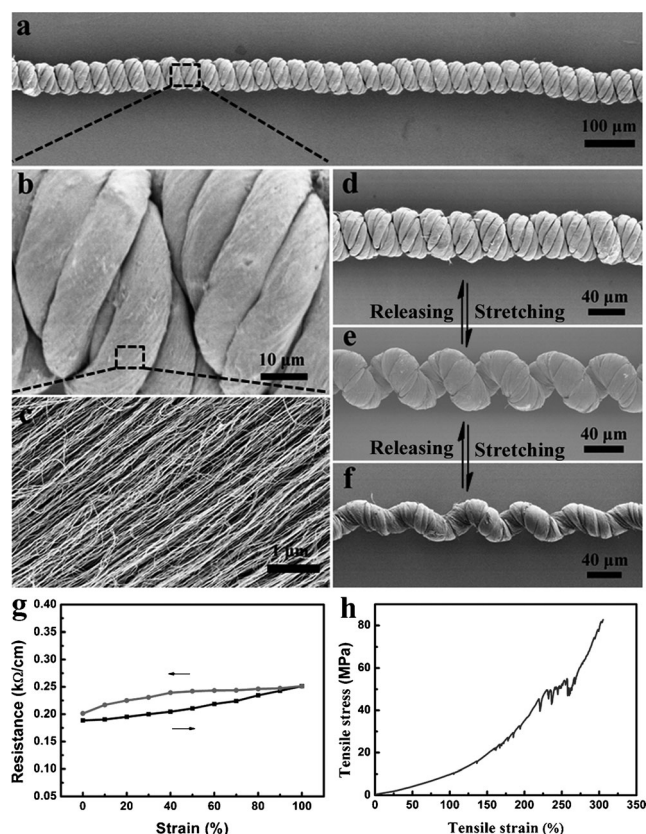 a
100 µm
b
10 µm
c
1 µm
d
40 µm
Releasing Stretching
e
40 µm
Releasing Stretching
f
40 µm
g
Resistance (kΩ/cm)
0.40
0.35
0.30
0.25
0.20
0.15
0.10
0.05
0 20 40 60 80 100
Strain (%)
h
Tensile stress (MPa)
80
60
40
20
0
0 50 100 150 200 250 300 350
Tensile strain (%)